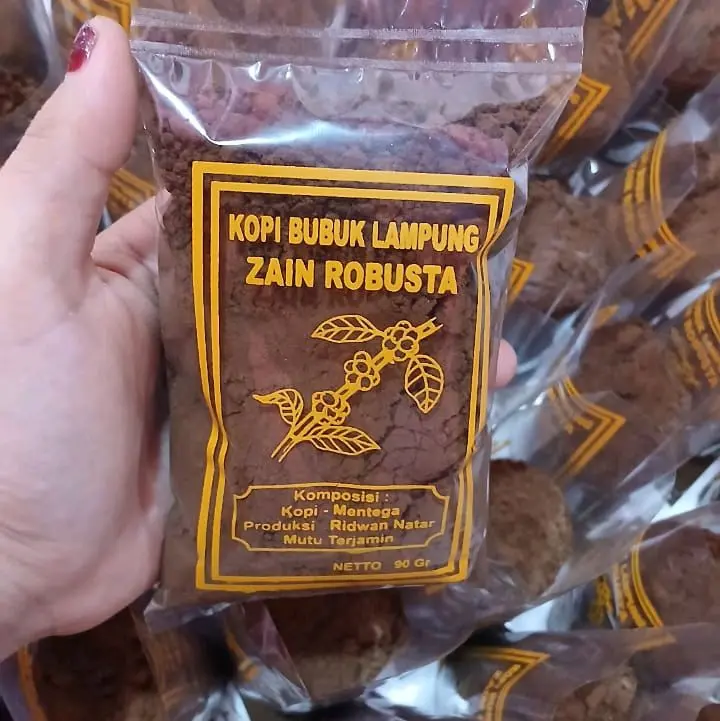 KOPI BUBUK LAMPUNG
ZAIN ROBUSTA
Komposisi :
Kopi - Mentega
Produksi Ridwan Natar
Mutu Terjamin
NETTO 90 Gr